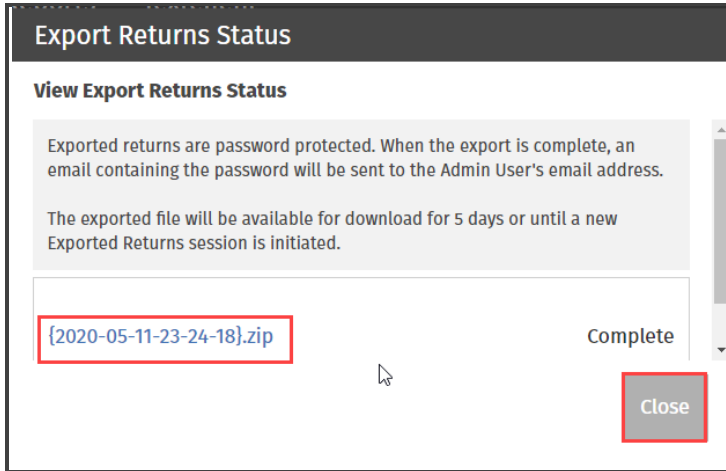 Export Returns Status
View Export Returns Status
Exported returns are password protected. When the export is complete, an
email containing the password will be sent to the Admin User's email address.
The exported file will be available for download for 5 days or until a new
Exported Returns session is initiated.
{2020-05-11-23-24-18}.zip Complete
Close